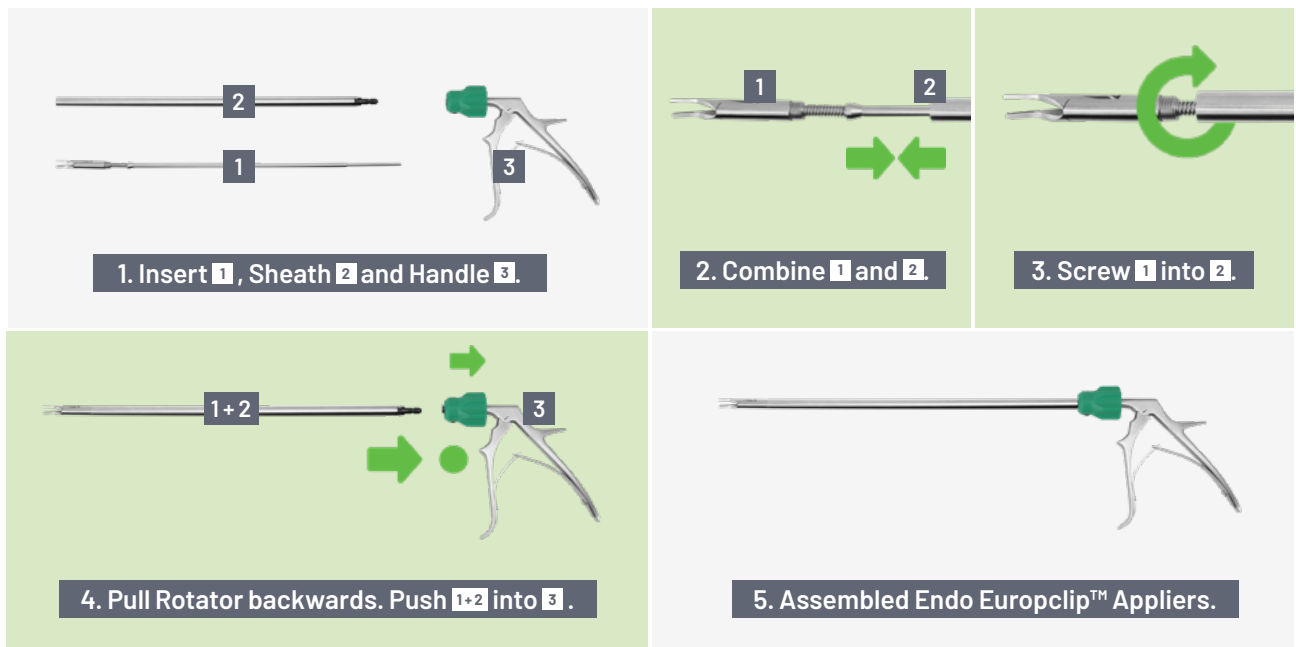 2
1
3
1. Insert 1 , Sheath 2 and Handle 3.
1
2
2. Combine 1 and 2.
3. Screw 1 into 2.
1+2
3
4. Pull Rotator backwards. Push 1+2 into 3 .
5. Assembled Endo Europclip™ Appliers.